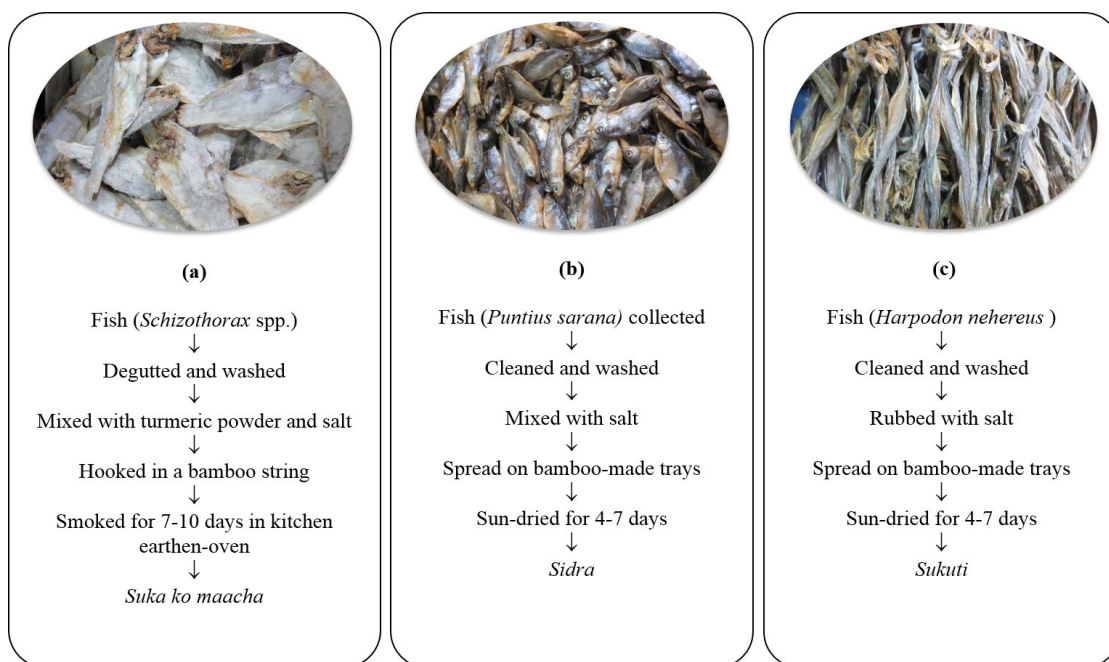 (a)
Fish (Schizothorax spp.)
↓
Degutted and washed
↓
Mixed with turmeric powder and salt
↓
Hooked in a bamboo string
↓
Smoked for 7-10 days in kitchen
earthen-oven
↓
Suka ko maacha
(b)
Fish (Puntius sarana) collected
↓
Cleaned and washed
↓
Mixed with salt
↓
Spread on bamboo-made trays
↓
Sun-dried for 4-7 days
↓
Sidra
(c)
Fish (Harpodon nehereus )
↓
Cleaned and washed
↓
Rubbed with salt
↓
Spread on bamboo-made trays
↓
Sun-dried for 4-7 days
↓
Sukuti